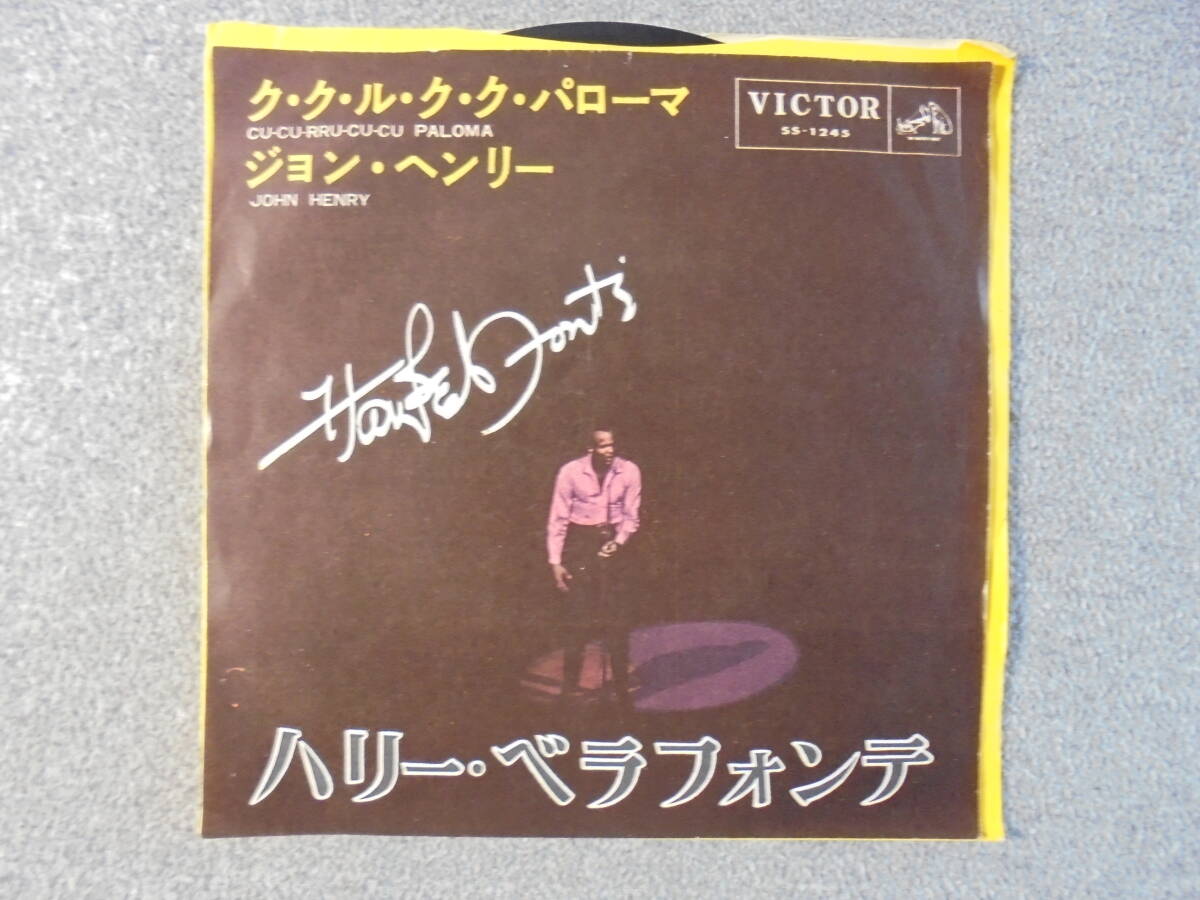 ク・ク・ル・ク・ク・パローマ
CU-CU-RRU-CU-CU PALOMA
ジョン・ヘンリー
JOHN HENRY
VICTOR
SS-1245
ハリー・ベラフォンテ